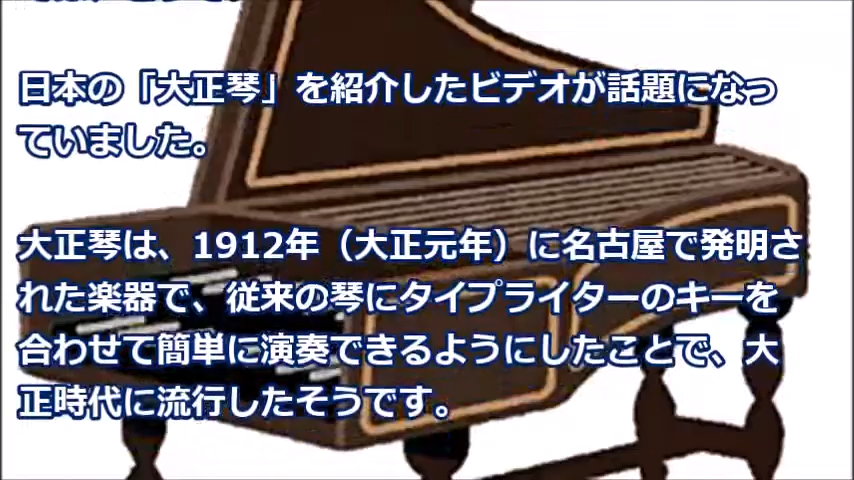 日本の「大正琴」を紹介したビデオが話題になっ
ていました。
大正琴は、1912年（大正元年）に名古屋で発明さ
れた楽器で、従来の琴にタイプライターのキーを
合わせて簡単に演奏できるようにしたことで、大
正時代に流行したそうです。